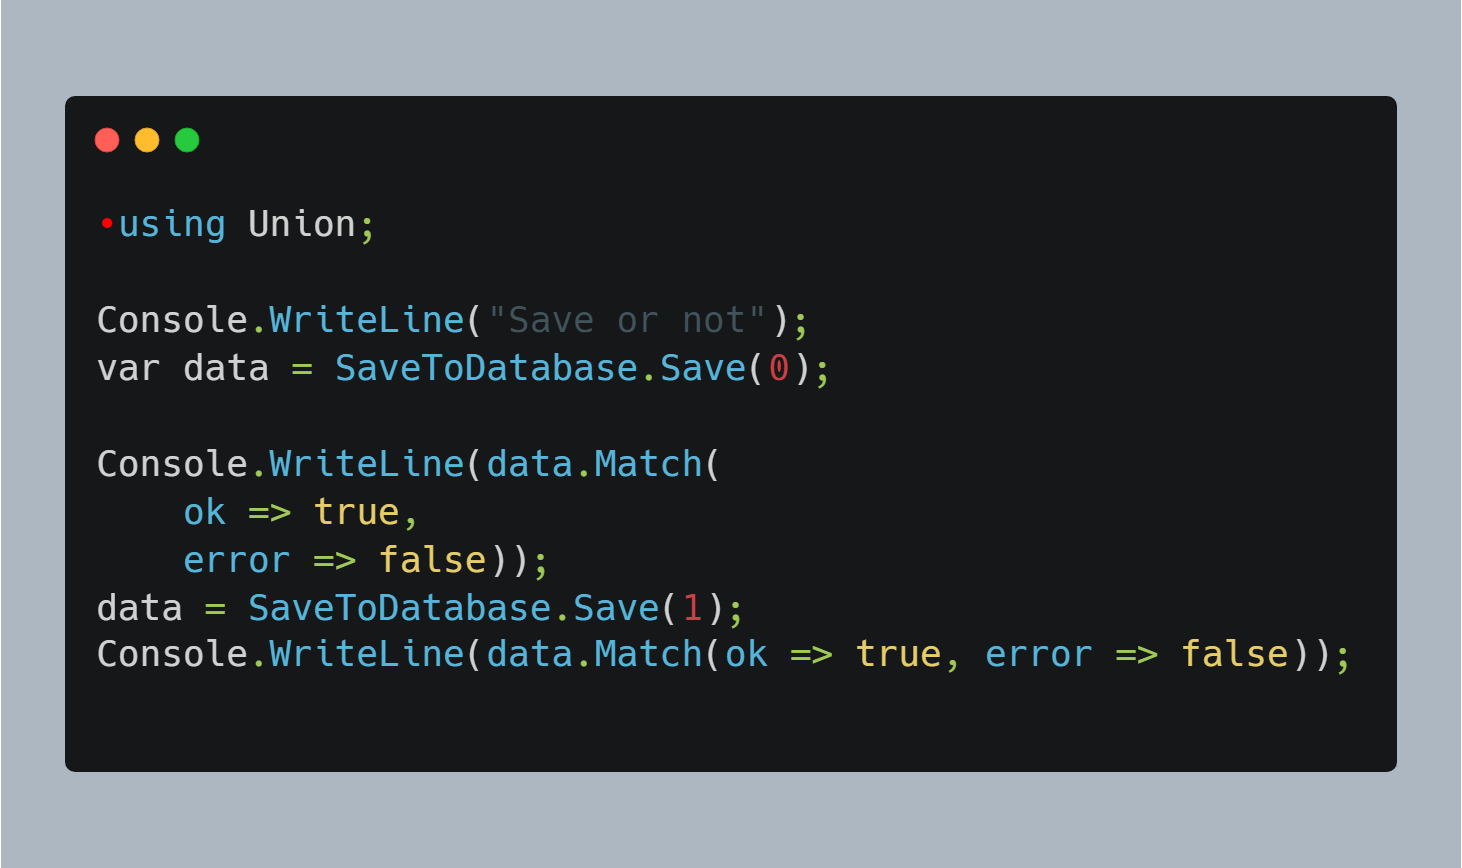 •using Union;

Console.WriteLine("Save or not");
var data = SaveToDatabase.Save(0);

Console.WriteLine(data.Match(
    ok => true,
    error => false));
data = SaveToDatabase.Save(1);
Console.WriteLine(data.Match(ok => true, error => false));